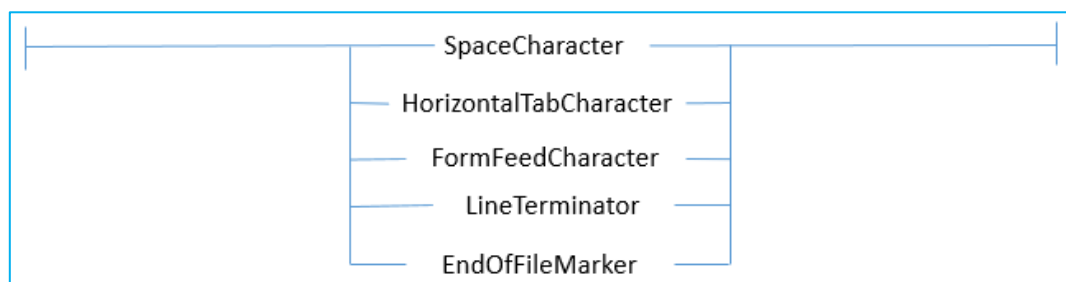 SpaceCharacter
HorizontalTabCharacter
FormFeedCharacter
LineTerminator
EndOfFileMarker